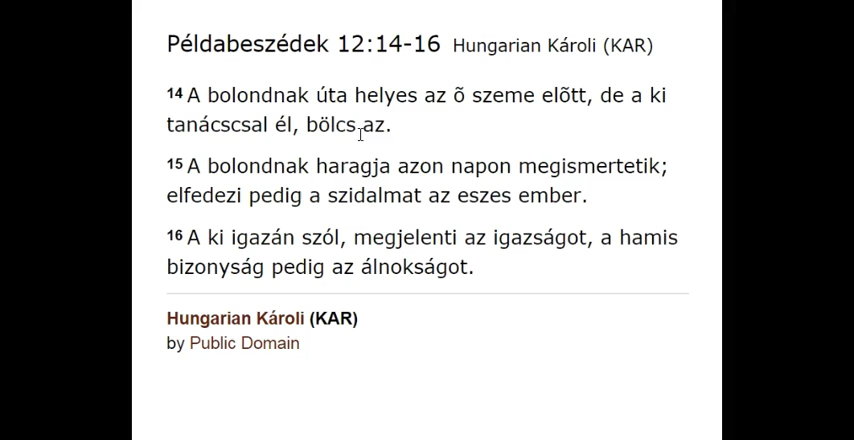 Példabeszédek 12:14-16 Hungarian Károli (KAR)
14 A bolondnak úta helyes az õ szeme elõtt, de a ki
tanácscsal él, bölcs az.
15 A bolondnak haragja azon napon megismertetik;
elfedezi pedig a szidalmat az eszes ember.
16 A ki igazán szól, megjelenti az igazságot, a hamis
bizonyság pedig az álnokságot.
Hungarian Károli (KAR)
by Public Domain